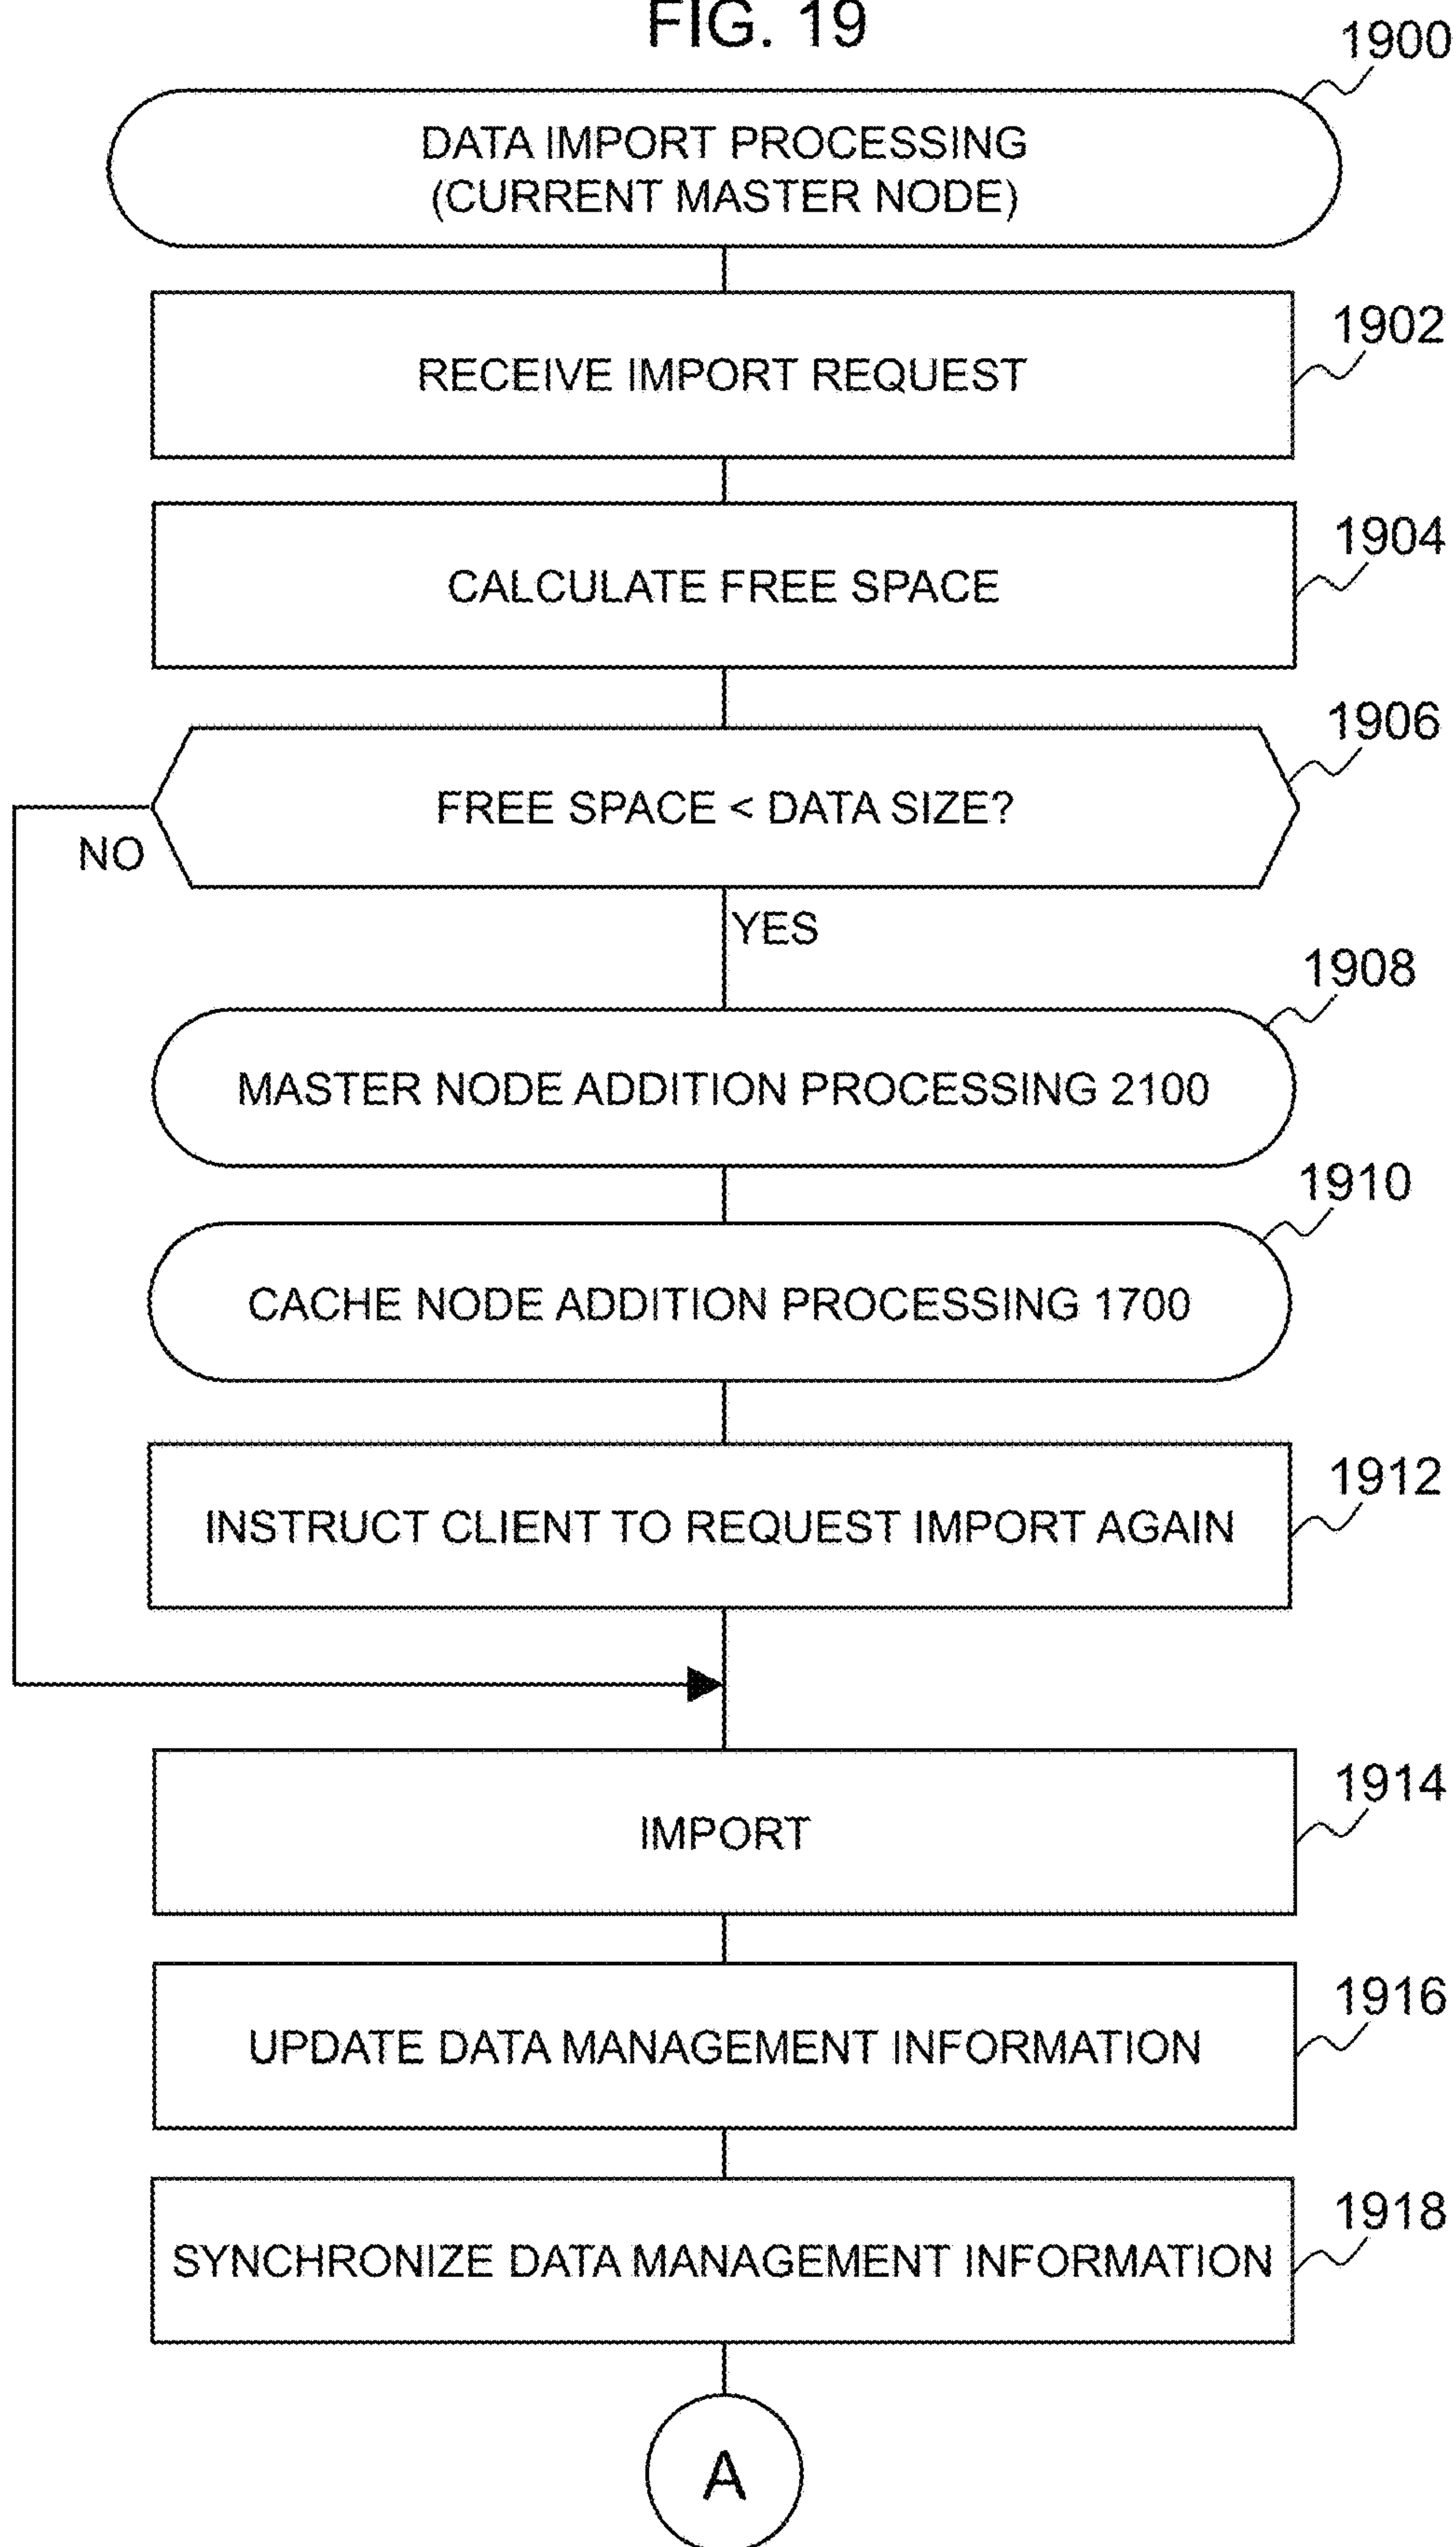 FIG. 19
1900
DATA IMPORT PROCESSING
(CURRENT MASTER NODE)
1902
RECEIVE IMPORT REQUEST
1904
CALCULATE FREE SPACE
1906
FREE SPACE < DATA SIZE?
NO
YES
1908
MASTER NODE ADDITION PROCESSING 2100
1910
CACHE NODE ADDITION PROCESSING 1700
1912
INSTRUCT CLIENT TO REQUEST IMPORT AGAIN
1914
IMPORT
1916
UPDATE DATA MANAGEMENT INFORMATION
1918
SYNCHRONIZE DATA MANAGEMENT INFORMATION
A